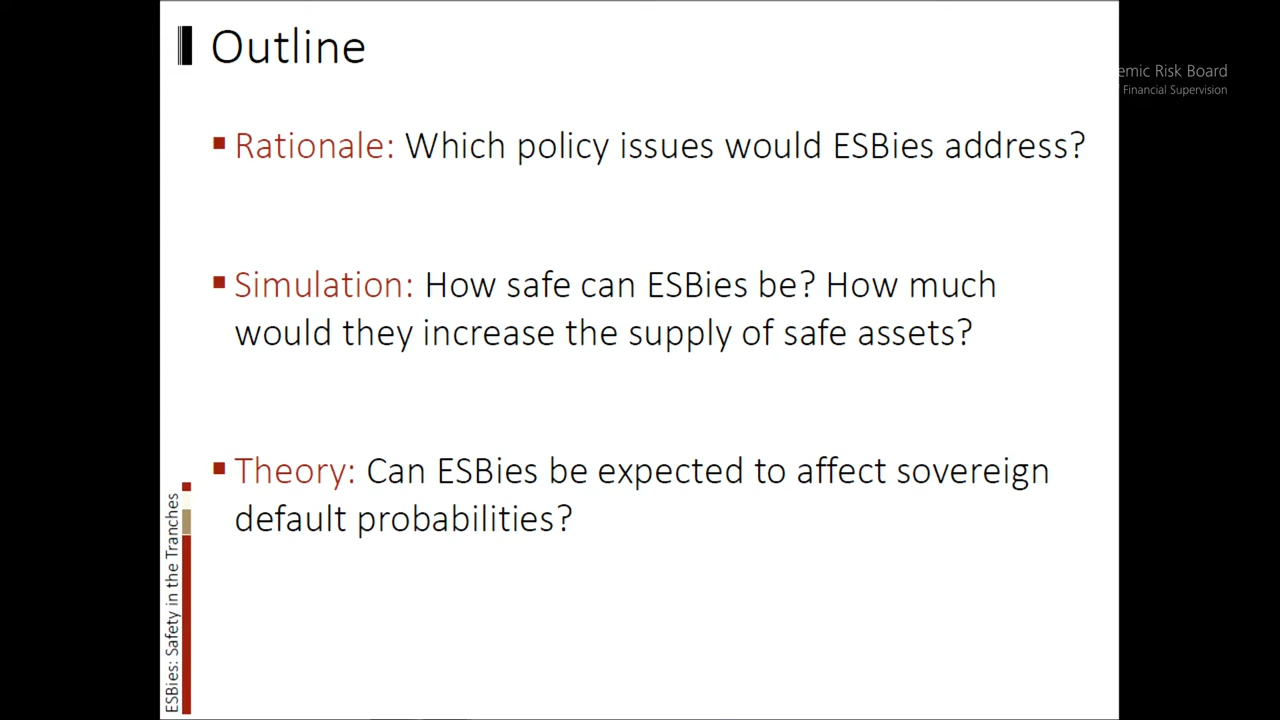 Outline
emic Risk Board
Financial Supervision
Rationale: Which policy issues would ESBies address?
Simulation: How safe can ESBies be? How much
would they increase the supply of safe assets?
Theory: Can ESBies be expected to affect sovereign
default probabilities?
ESBies: Safety in the Tranches